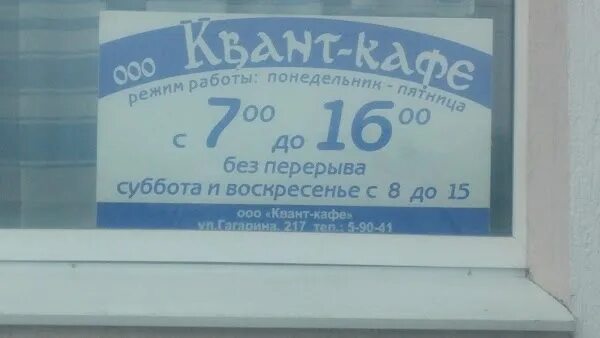 ООО Квант-кафе
режим работы: понедельник - пятница
с 7⁰⁰ до 16⁰⁰
без перерыва
суббота и воскресенье с 8 до 15
ООО «Квант-кафе»
ул.Гагарина, 217 тел.: 5-90-41